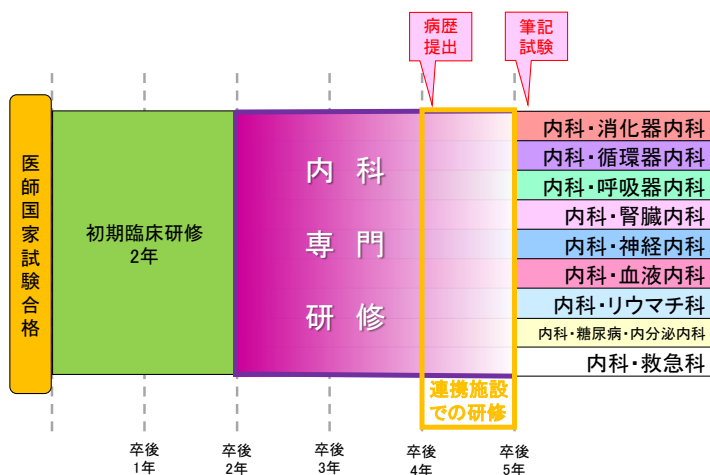 病歴
提出
筆記
試験
医師国家試験合格
初期臨床研修
2年
内 科
専 門
研 修
連携施設
での研修
内科・消化器内科
内科・循環器内科
内科・呼吸器内科
内科・腎臓内科
内科・神経内科
内科・血液内科
内科・リウマチ科
内科・糖尿病・内分泌内科
内科・救急科
卒後
1年
卒後
2年
卒後
3年
卒後
4年
卒後
5年